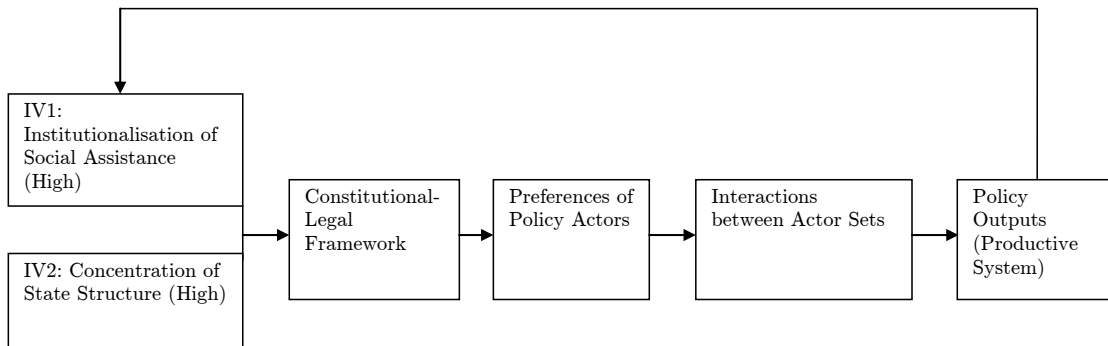 IV1:
Institutionalisation of
Social Assistance
(High)
IV2: Concentration of
State Structure (High)
Constitutional-
Legal
Framework
Preferences of
Policy Actors
Interactions
between Actor Sets
Policy
Outputs
(Productive
System)